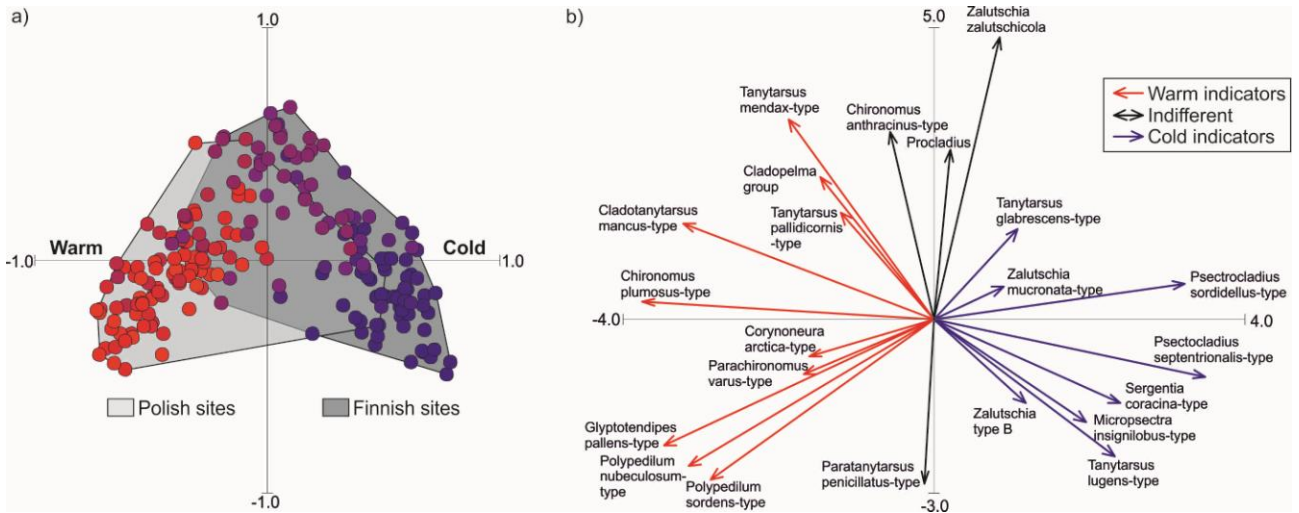 a)
1.0
Warm
Cold
-1.0
1.0
-1.0
Polish sites
Finnish sites
b)
5.0
Zalutschia
zalutschicola
Warm indicators
Indifferent
Cold indicators
Tanytarsus
mendax-type
Chironomus
anthracinus-type
Procladius
Cladopelma
group
Tanytarsus
pallidicornis
-type
Cladotanytarsus
mancus-type
Tanytarsus
glabrescens-type
Chironomus
plumosus-type
Zalutschia
mucronata-type
Psectrocladius
sordidellus-type
-4.0
4.0
Corynoneura
arctica-type
Parachironomus
varus-type
Psectocladius
septentrionalis-type
Sergentia
coracina-type
Zalutschia
type B
Micropsectra
insignilobus-type
Glyptotendipes
pallens-type
Polypedilum
nubeculosum-
type
Polypedilum
sordens-type
Paratanytarsus
penicillatus-type
Tanytarsus
lugens-type
-3.0